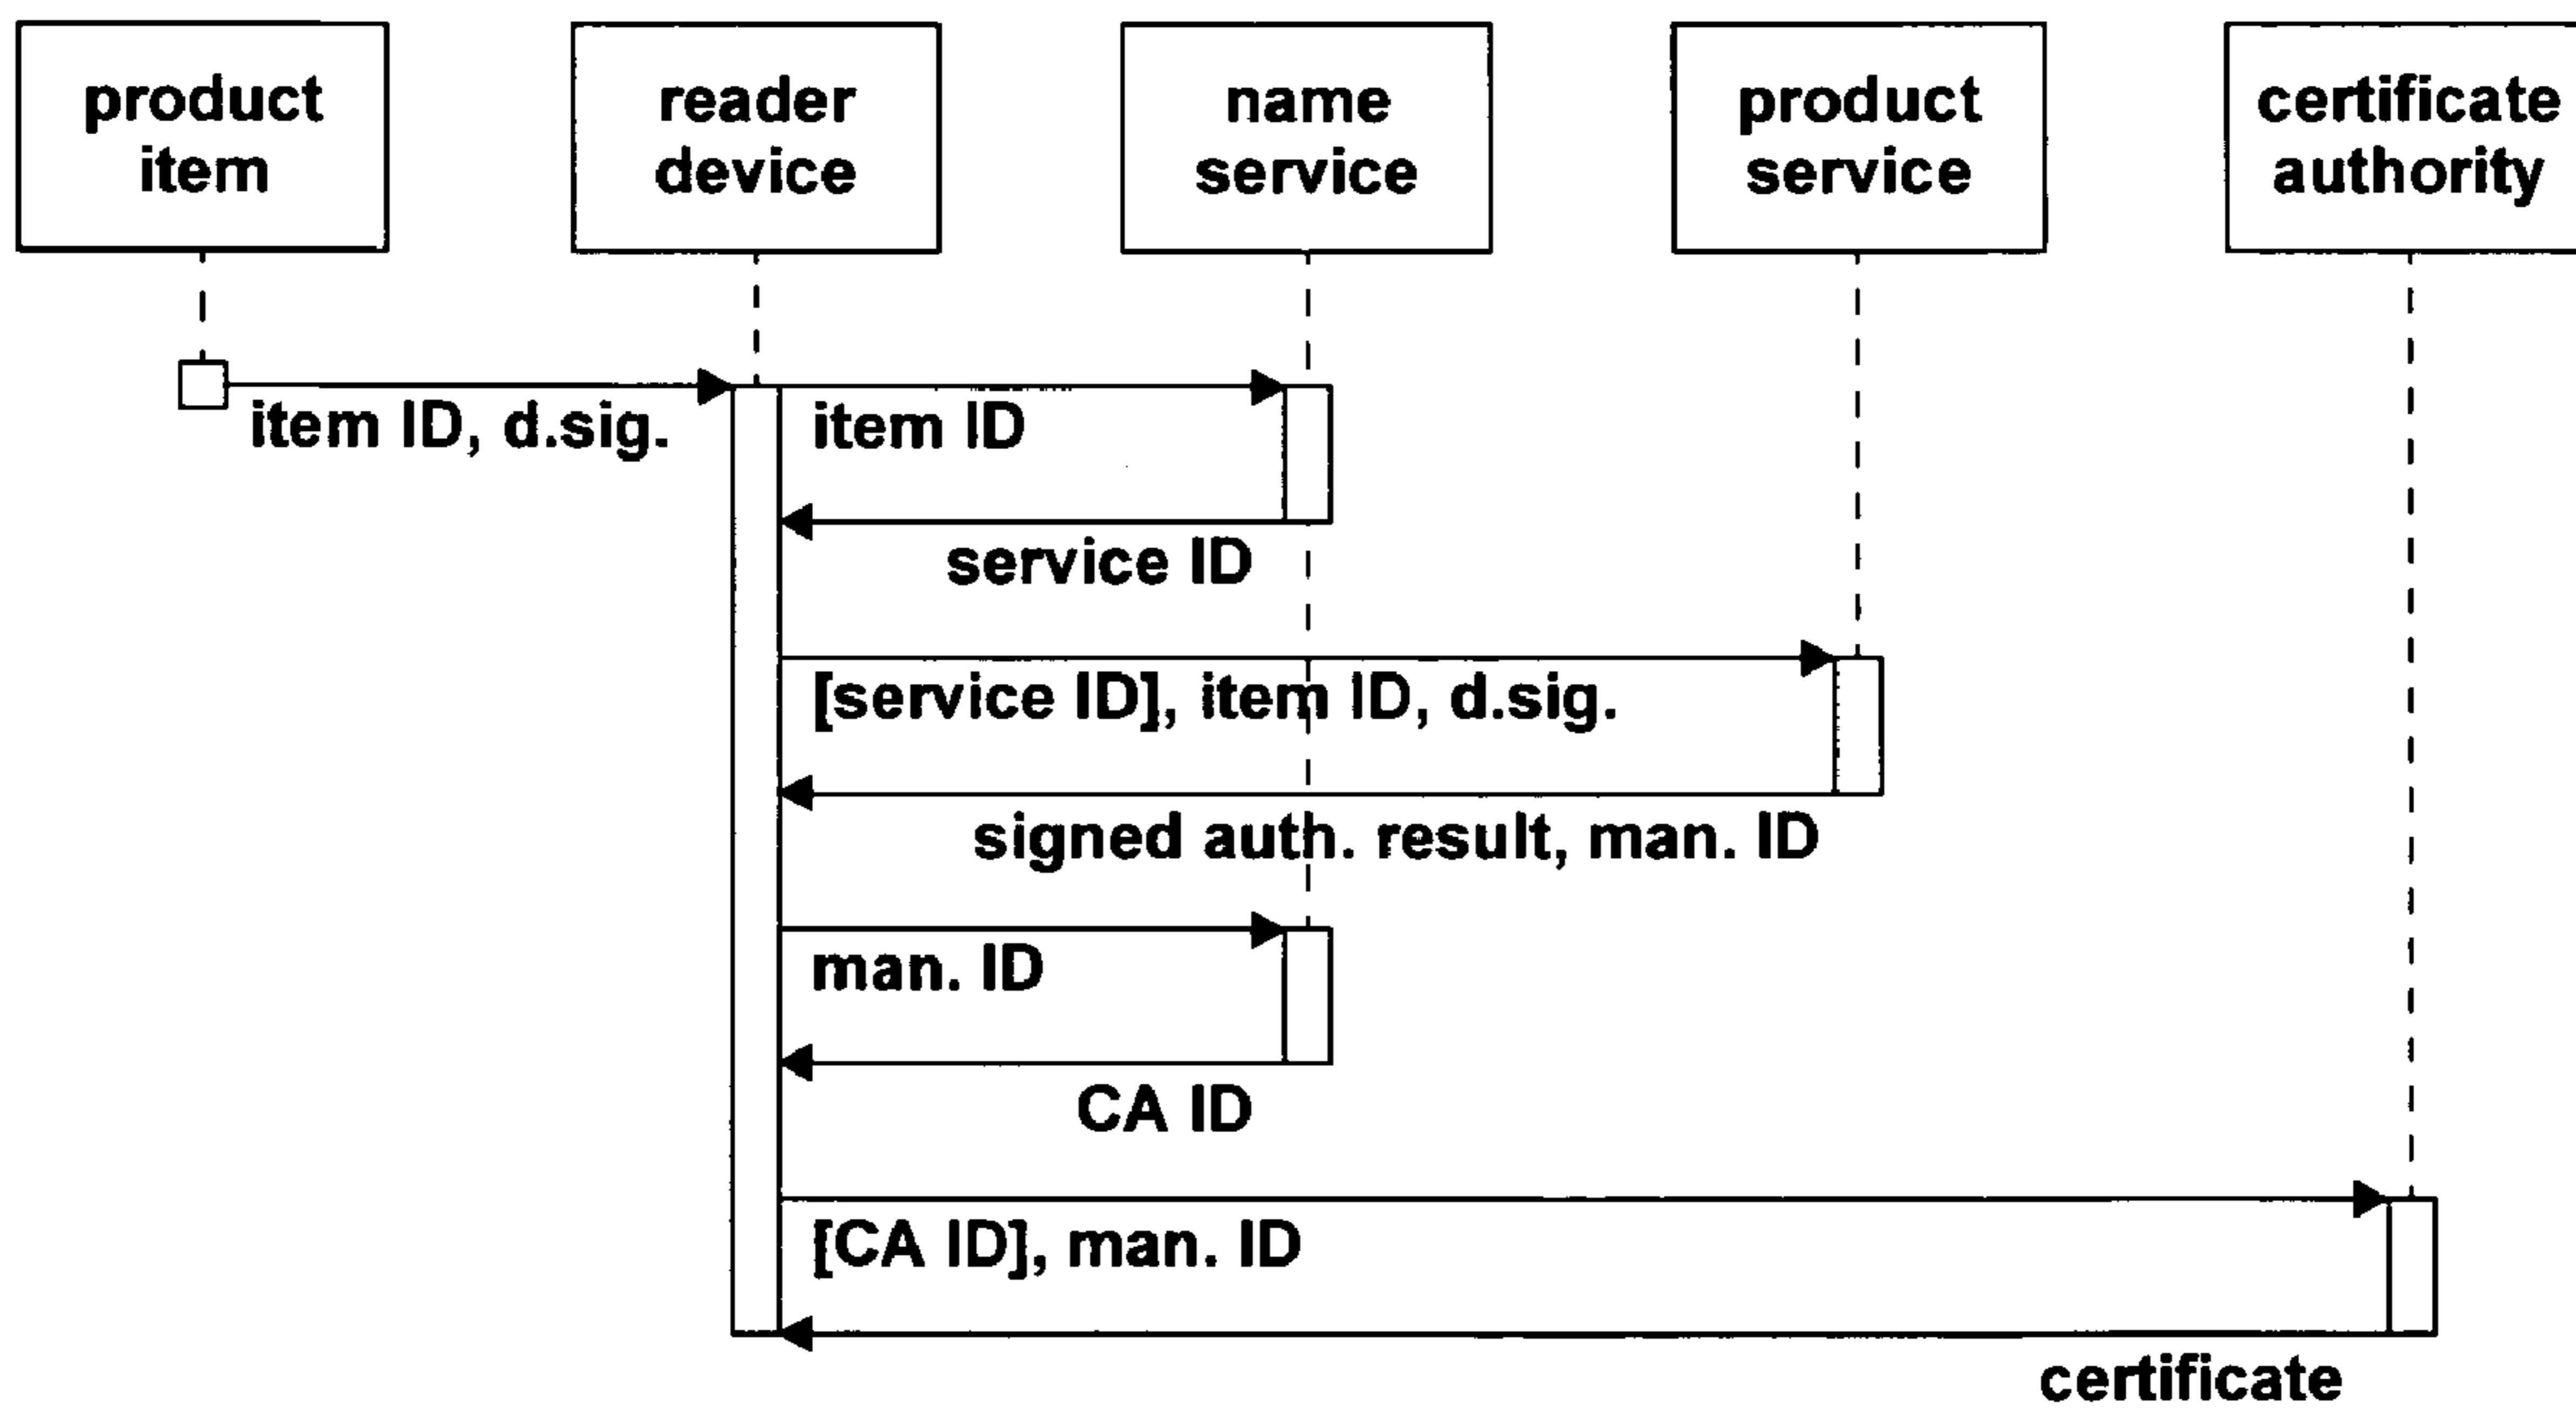 product
item
reader
device
name
service
product
service
certificate
authority
item ID, d.sig.
item ID
service ID
[service ID], item ID, d.sig.
signed auth. result, man. ID
man. ID
CA ID
[CA ID], man. ID
certificate